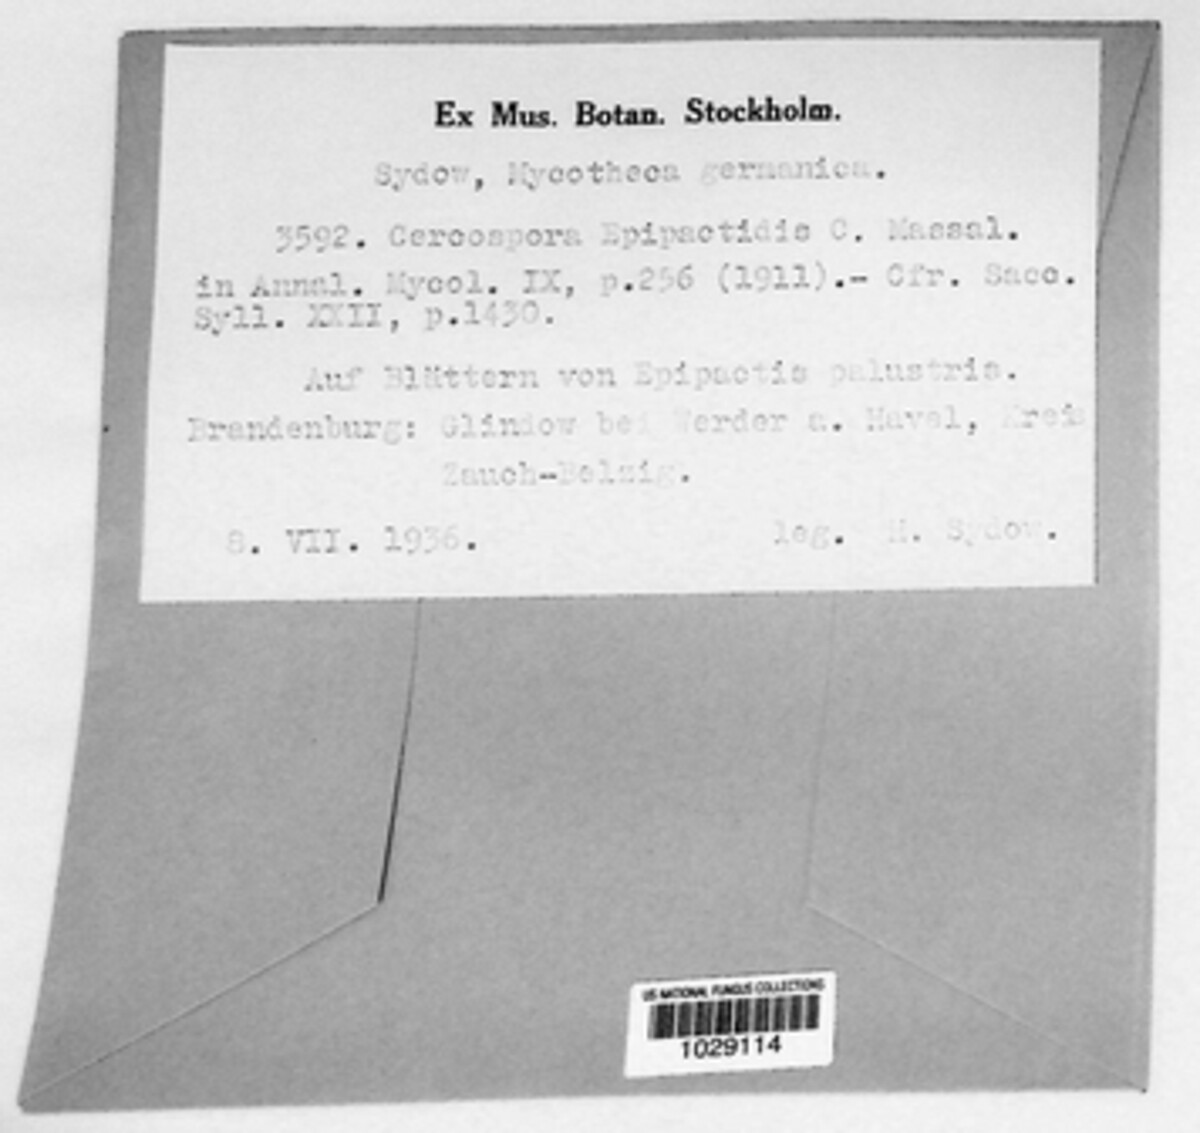 Ex Mus. Botan. Stockholm.
Sydow, Mycotheca germanica.
3592. Cercospora Epipactidis C. Massal.
in Annal. Mycol. IX, p.256 (1911).- Cfr. Sacc.
Syll. XXII, p.1430.
Auf Blättern von Epipactis palustris.
Brandenburg: Glindow bei Werder a. Havel, Kreis
Zauch-Belzig.
8. VII. 1936. leg. H. Sydow.
US NATIONAL FUNGUS COLLECTIONS
1029114